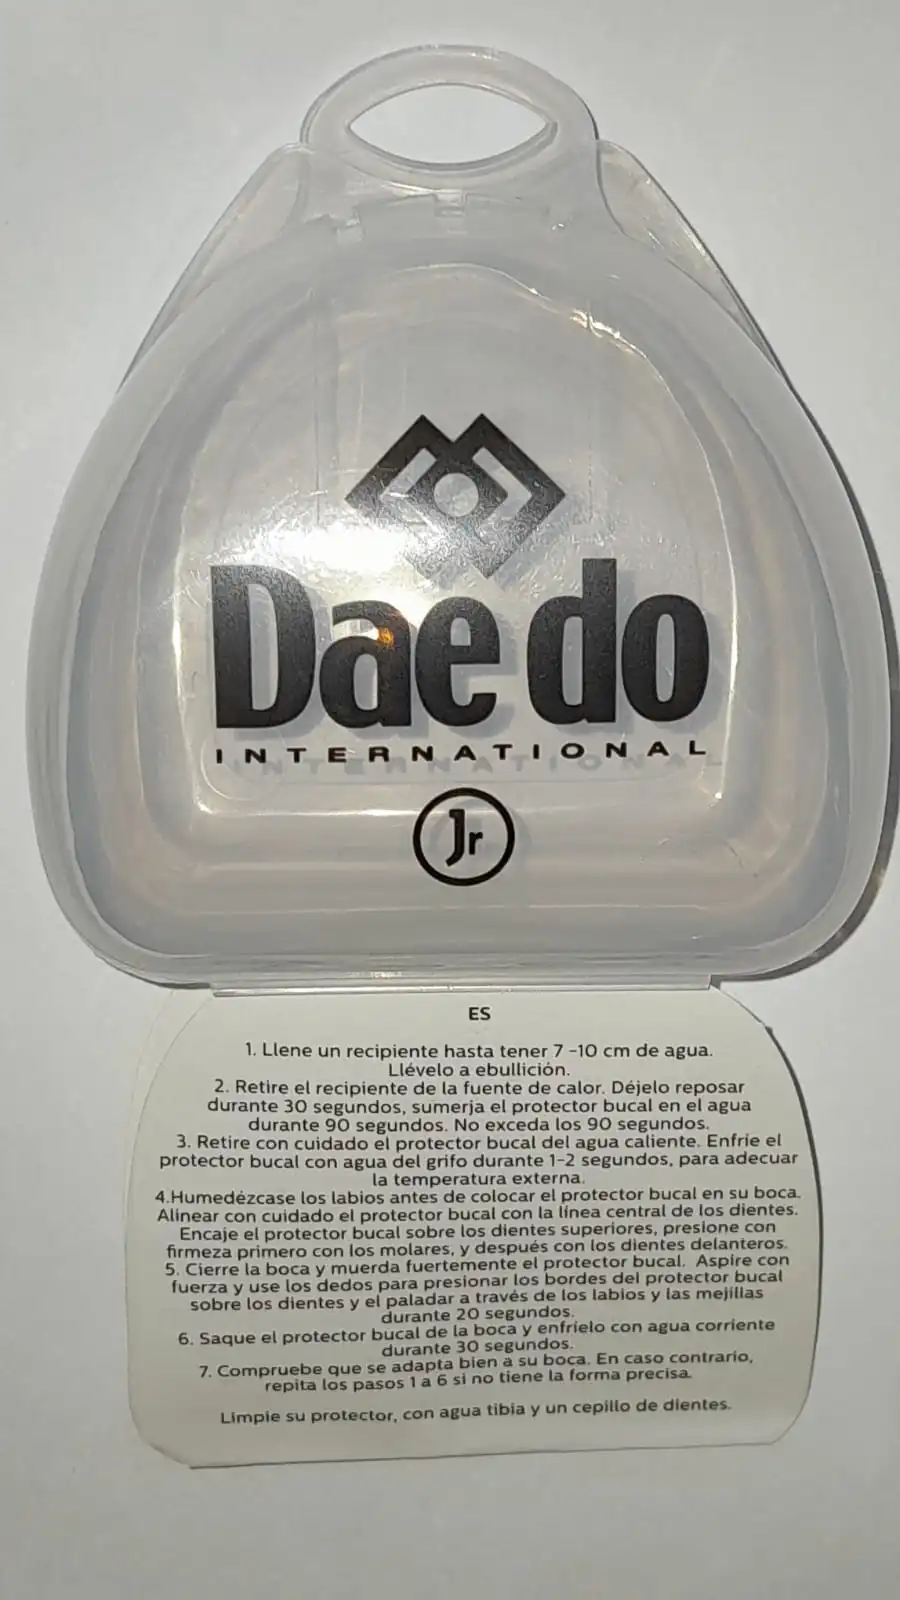 Dae do
INTERNATIONAL
Jr
ES
1. Llene un recipiente hasta tener 7 -10 cm de agua.
Llévelo a ebullición.
2. Retire el recipiente de la fuente de calor. Déjelo reposar
durante 30 segundos, sumerja el protector bucal en el agua
durante 90 segundos. No exceda los 90 segundos.
3. Retire con cuidado el protector bucal del agua caliente. Enfríe el
protector bucal con agua del grifo durante 1-2 segundos, para adecuar
la temperatura externa.
4.Humedézcase los labios antes de colocar el protector bucal en su boca.
Alinear con cuidado el protector bucal con la línea central de los dientes.
Encaje el protector bucal sobre los dientes superiores, presione con
firmeza primero con los molares, y después con los dientes delanteros.
5. Cierre la boca y muerda fuertemente el protector bucal. Aspire con
fuerza y use los dedos para presionar los bordes del protector bucal
sobre los dientes y el paladar a través de los labios y las mejillas
durante 20 segundos.
6. Saque el protector bucal de la boca y enfríelo con agua corriente
durante 30 segundos.
7. Compruebe que se adapta bien a su boca. En caso contrario,
repita los pasos 1 a 6 si no tiene la forma precisa.
Limpie su protector, con agua tibia y un cepillo de dientes.